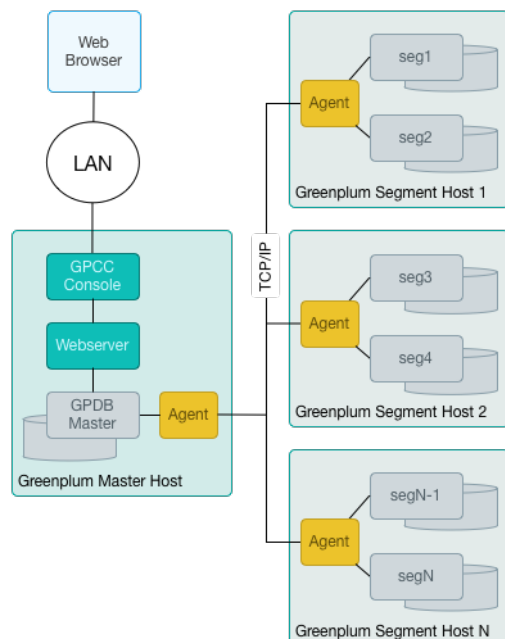 Web
Browser
LAN
GPCC
Console
Webserver
GPDB
Master
Agent
Greenplum Master Host
TCP/IP
Agent
seg1
seg2
Greenplum Segment Host 1
Agent
seg3
seg4
Greenplum Segment Host 2
Agent
segN-1
segN
Greenplum Segment Host N